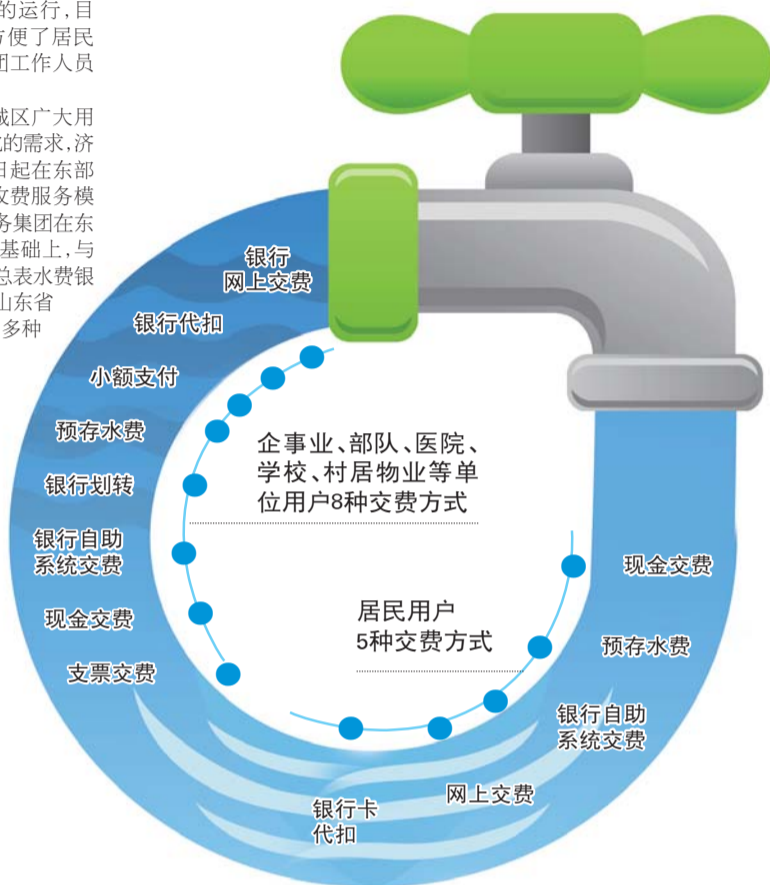 的运行,目
方便了居民
团工作人员
城区广大用
的需求,济
日起在东部
收费服务模
务集团在东
基础上,与
总表水费银
山东省
多种
银行
网上交费
银行代扣
小额支付
预存水费
银行划转
银行自助
系统交费
现金交费
支票交费
企事业、部队、医院、
学校、村居物业等单
位用户8种交费方式
居民用户
5种交费方式
现金交费
预存水费
银行自助
系统交费
网上交费
银行卡
代扣